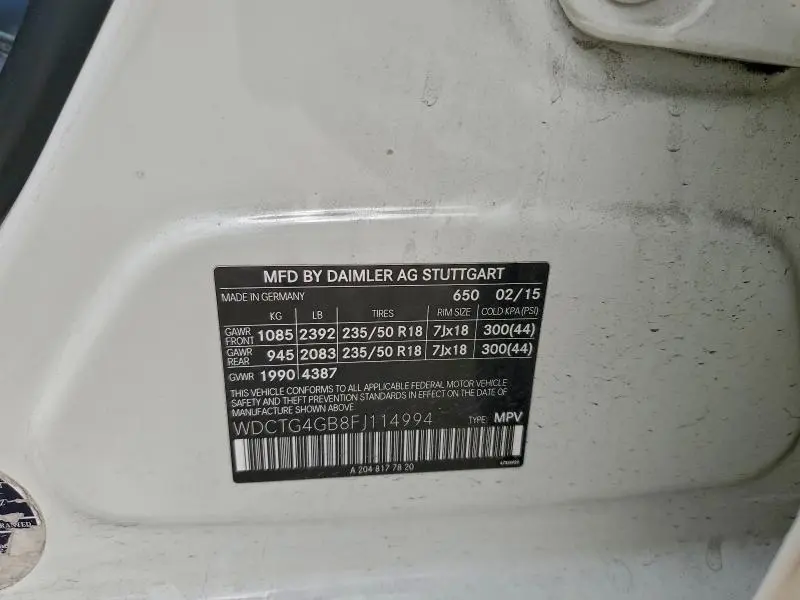 MFD BY DAIMLER AG STUTTGART
MADE IN GERMANY 650 02/15
KG LB TIRES RIM SIZE COLD KPA(PSI)
GAWR FRONT 1085 2392 235/50 R18 7Jx18 300(44)
GAWR REAR 945 2083 235/50 R18 7Jx18 300(44)
GVWR 1990 4387
THIS VEHICLE CONFORMS TO ALL APPLICABLE FEDERAL MOTOR VEHICLE
SAFETY AND THEFT PREVENTION STANDARDS IN EFFECT ON THE DATE OF
MANUFACTURE SHOWN ABOVE
WDCTG4GB8FJ114994 TYPE: MPV
A 204 817 78 20